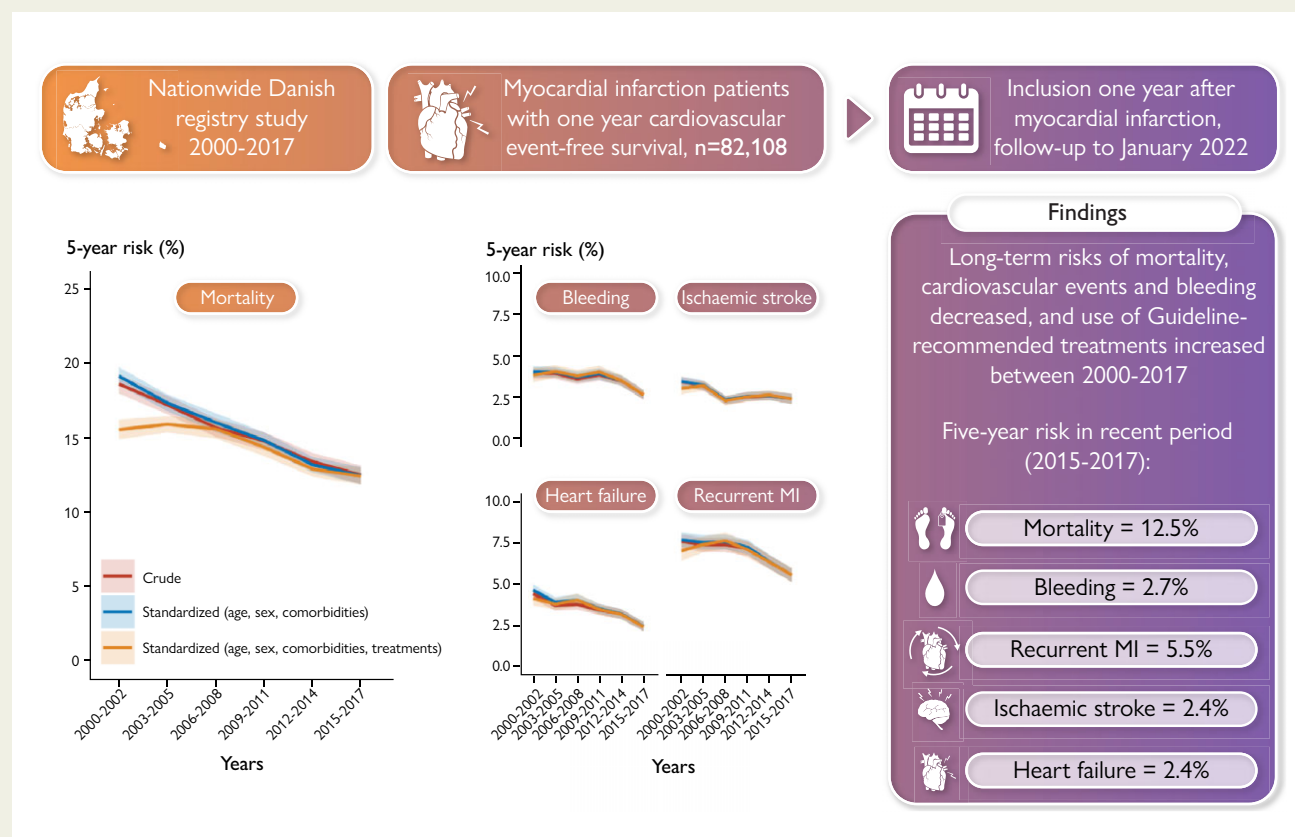 Nationwide Danish
registry study
2000-2017
Myocardial infarction patients
with one year cardiovascular
event-free survival, n=82,108
Inclusion one year after
myocardial infarction,
follow-up to January 2022
5-year risk (%)
25
20
15
10
5
0
Mortality
Crude
Standardized (age, sex, comorbidities)
Standardized (age, sex, comorbidities, treatments)
2000-2002
2003-2005
2006-2008
2009-2011
2012-2014
2015-2017
Years
5-year risk (%)
10.0
7.5
5.0
2.5
0.0
Bleeding
Ischaemic stroke
10.0
7.5
5.0
2.5
0.0
Heart failure
Recurrent MI
2000-2002
2003-2005
2006-2008
2009-2011
2012-2014
2015-2017
2000-2002
2003-2005
2006-2008
2009-2011
2012-2014
2015-2017
Years
Findings
Long-term risks of mortality,
cardiovascular events and bleeding
decreased, and use of Guideline-
recommended treatments increased
between 2000-2017
Five-year risk in recent period
(2015-2017):
Mortality = 12.5%
Bleeding = 2.7%
Recurrent MI = 5.5%
Ischaemic stroke = 2.4%
Heart failure = 2.4%